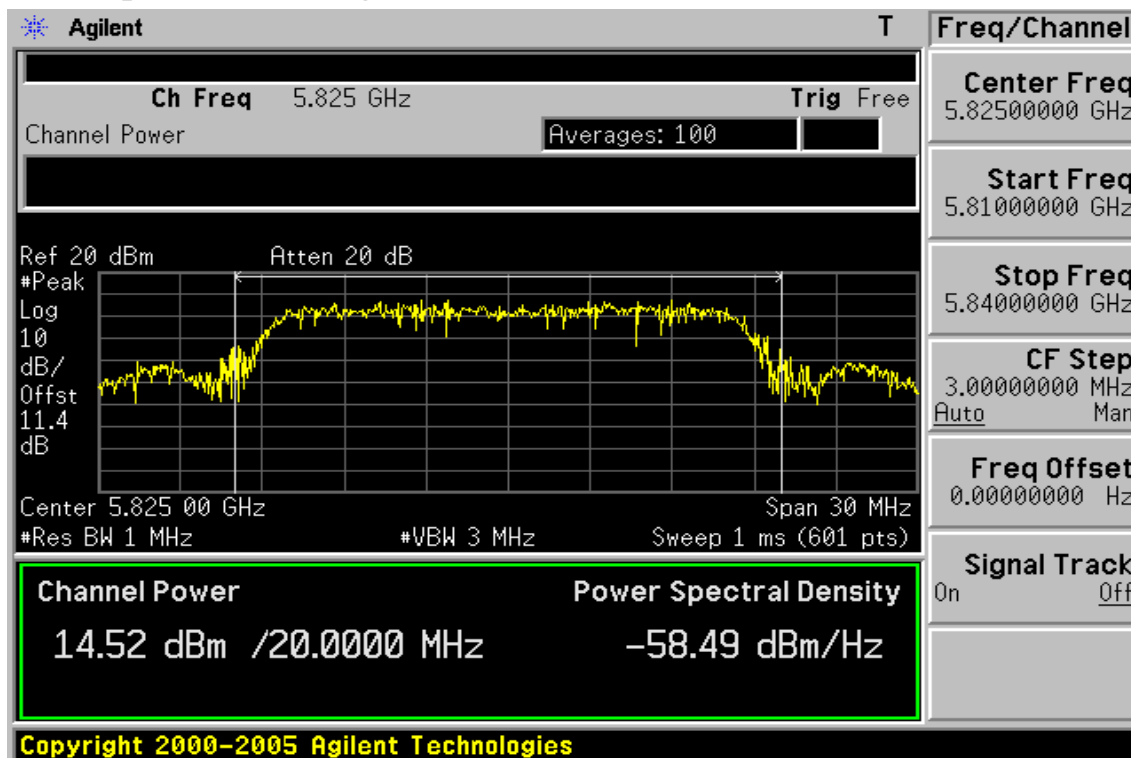 Agilent T
Freq/Channel
Ch Freq 5.825 GHz Trig Free
Channel Power Averages: 100
Ref 20 dBm Atten 20 dB
#Peak
Log
10
dB/
Offst
11.4
dB
Center 5.825 00 GHz Span 30 MHz
#Res BW 1 MHz #VBW 3 MHz Sweep 1 ms (601 pts)
Channel Power Power Spectral Density
14.52 dBm /20.0000 MHz -58.49 dBm/Hz
Center Freq
5.82500000 GHz
Start Freq
5.81000000 GHz
Stop Freq
5.84000000 GHz
CF Step
3.00000000 MHz
Auto Man
Freq Offset
0.00000000 Hz
Signal Track
On Off
Copyright 2000-2005 Agilent Technologies